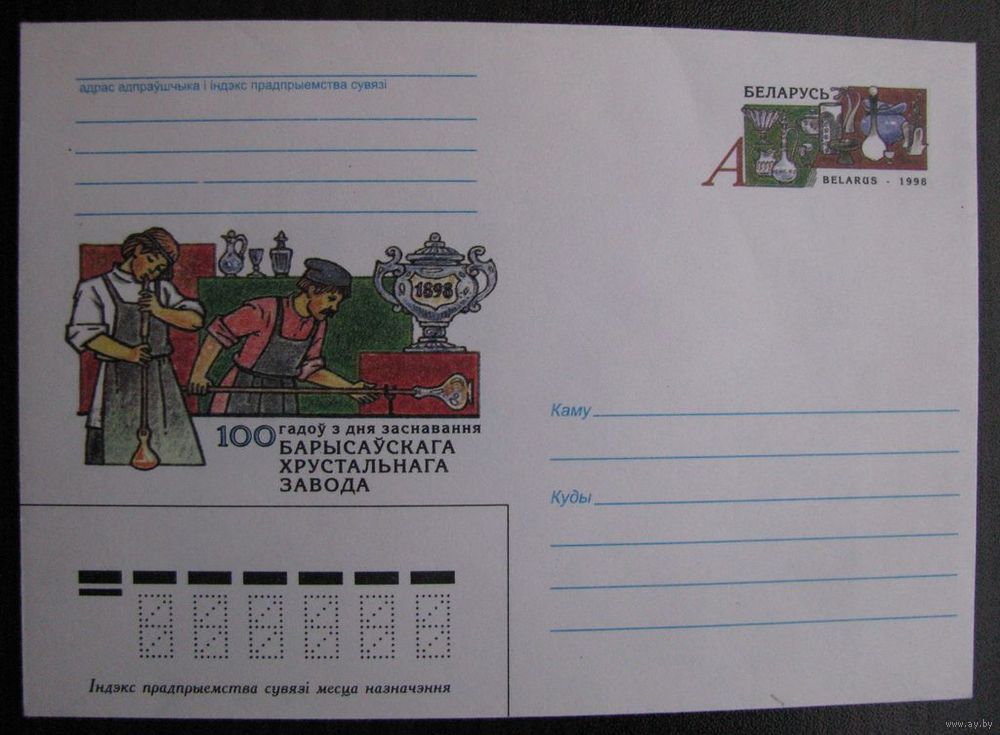 адрас адпраўшчыка і індэкс прадпрыемства сувязі
БЕЛАРУСЬ
A
BELARUS - 1998
1898
100 гадоў з дня заснавання
БАРЫСАЎСКАГА
ХРУСТАЛЬНАГА
ЗАВОДА
Каму
Куды
Індэкс прадпрыемства сувязі месца назначэння
www.ay.by